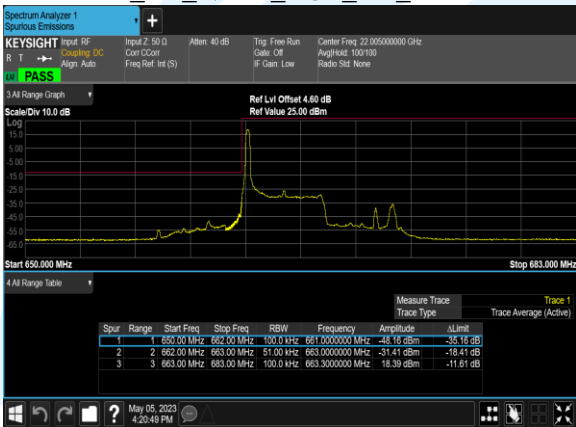 Spectrum Analyzer 1
Spurious Emissions
+
KEYSIGHT Input: RF Input Z: 50 Ω Atten: 40 dB Trig: Free Run Center Freq: 22.005000000 GHz
R T Coupling: DC Corr CCorr Gate: Off Avg|Hold: 100/100
Align: Auto Freq Ref: Int (S) IF Gain: Low Radio Std: None
PASS
3 All Range Graph
Ref Lvl Offset 4.60 dB
Scale/Div 10.0 dB Ref Value 25.00 dBm
Log
15.0
5.00
-5.00
-15.0
-25.0
-35.0
-45.0
-55.0
-65.0
Start 650.000 MHz Stop 683.000 MHz
4 All Range Table
Measure Trace Trace 1
Trace Type Trace Average (Active)
Spur Range Start Freq Stop Freq RBW Frequency Amplitude ΔLimit
1 1 650.00 MHz 662.00 MHz 100.0 kHz 661.0000000 MHz -48.16 dBm -35.16 dB
2 2 662.00 MHz 663.00 MHz 51.00 kHz 663.0000000 MHz -31.41 dBm -18.41 dB
3 3 663.00 MHz 683.00 MHz 100.0 kHz 663.3000000 MHz 18.39 dBm -11.61 dB
? May 05, 2023
4:20:49 PM